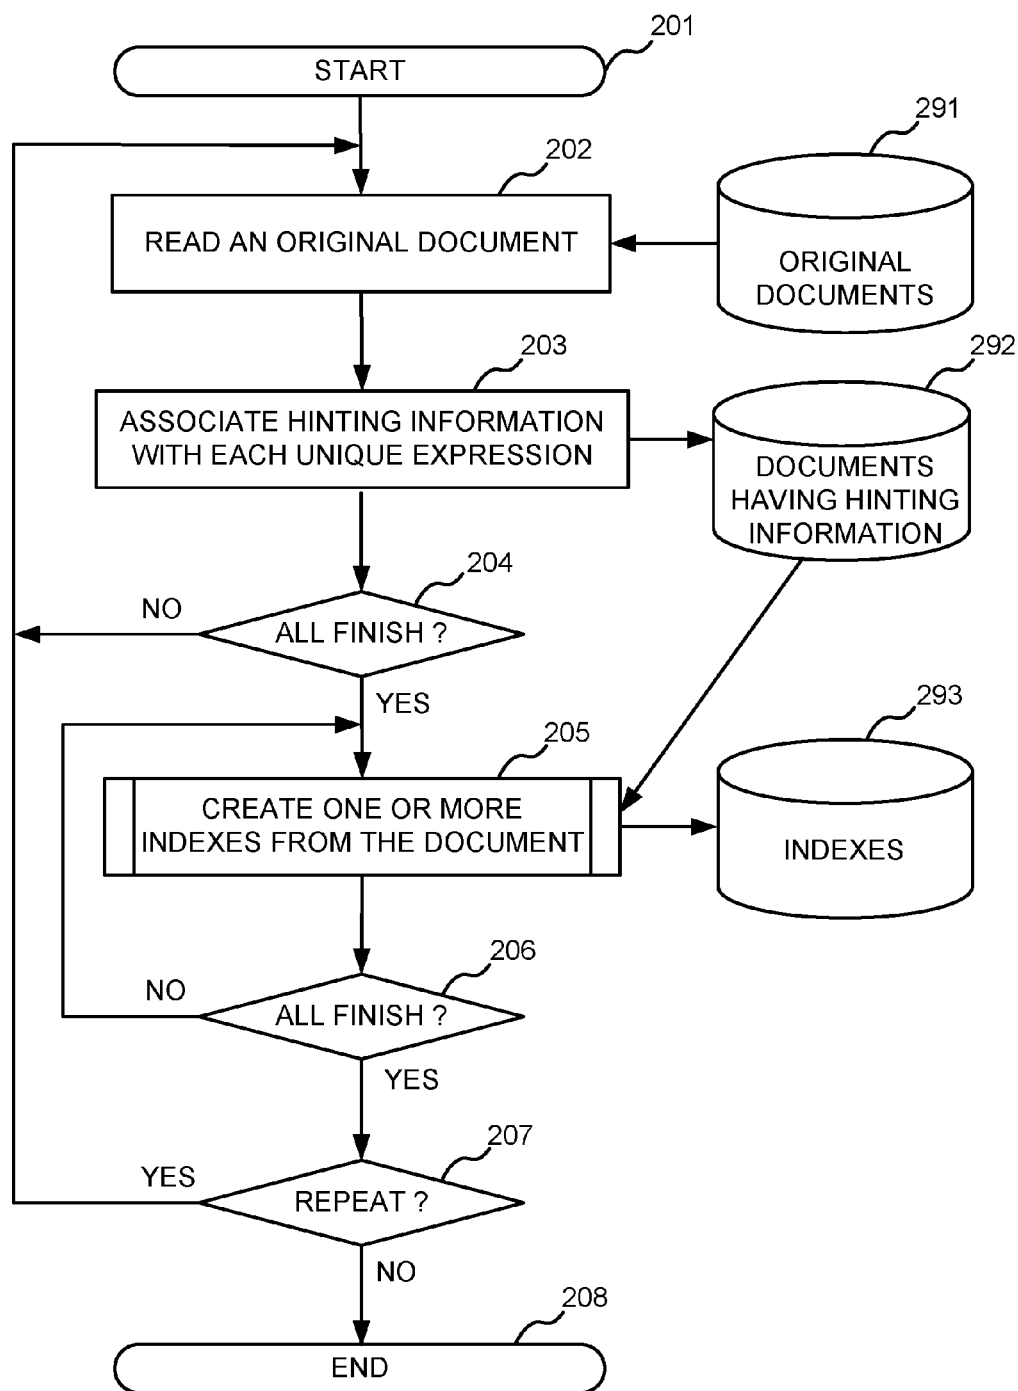 201
START
291
202
READ AN ORIGINAL DOCUMENT
ORIGINAL
DOCUMENTS
203
292
ASSOCIATE HINTING INFORMATION
WITH EACH UNIQUE EXPRESSION
DOCUMENTS
HAVING HINTING
INFORMATION
204
NO
ALL FINISH ?
YES
293
205
CREATE ONE OR MORE
INDEXES FROM THE DOCUMENT
INDEXES
206
NO
ALL FINISH ?
YES
207
YES
REPEAT ?
NO
208
END